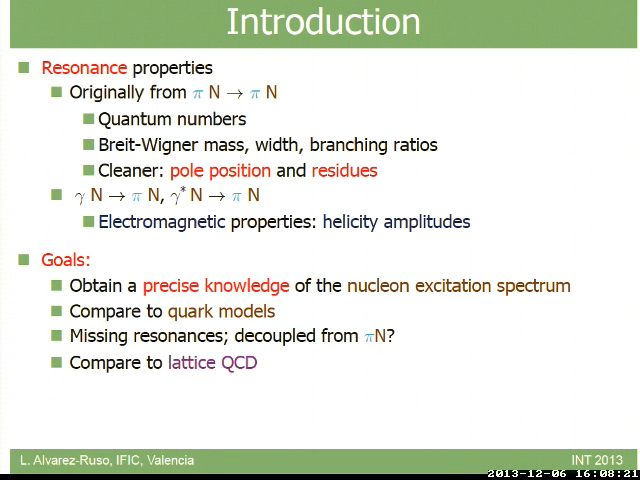 Introduction
Resonance properties
Originally from π N → π N
Quantum numbers
Breit-Wigner mass, width, branching ratios
Cleaner: pole position and residues
γ N → π N, γ* N → π N
Electromagnetic properties: helicity amplitudes
Goals:
Obtain a precise knowledge of the nucleon excitation spectrum
Compare to quark models
Missing resonances; decoupled from πN?
Compare to lattice QCD
L. Alvarez-Ruso, IFIC, Valencia
INT 2013
2013-12-06 16:08:21